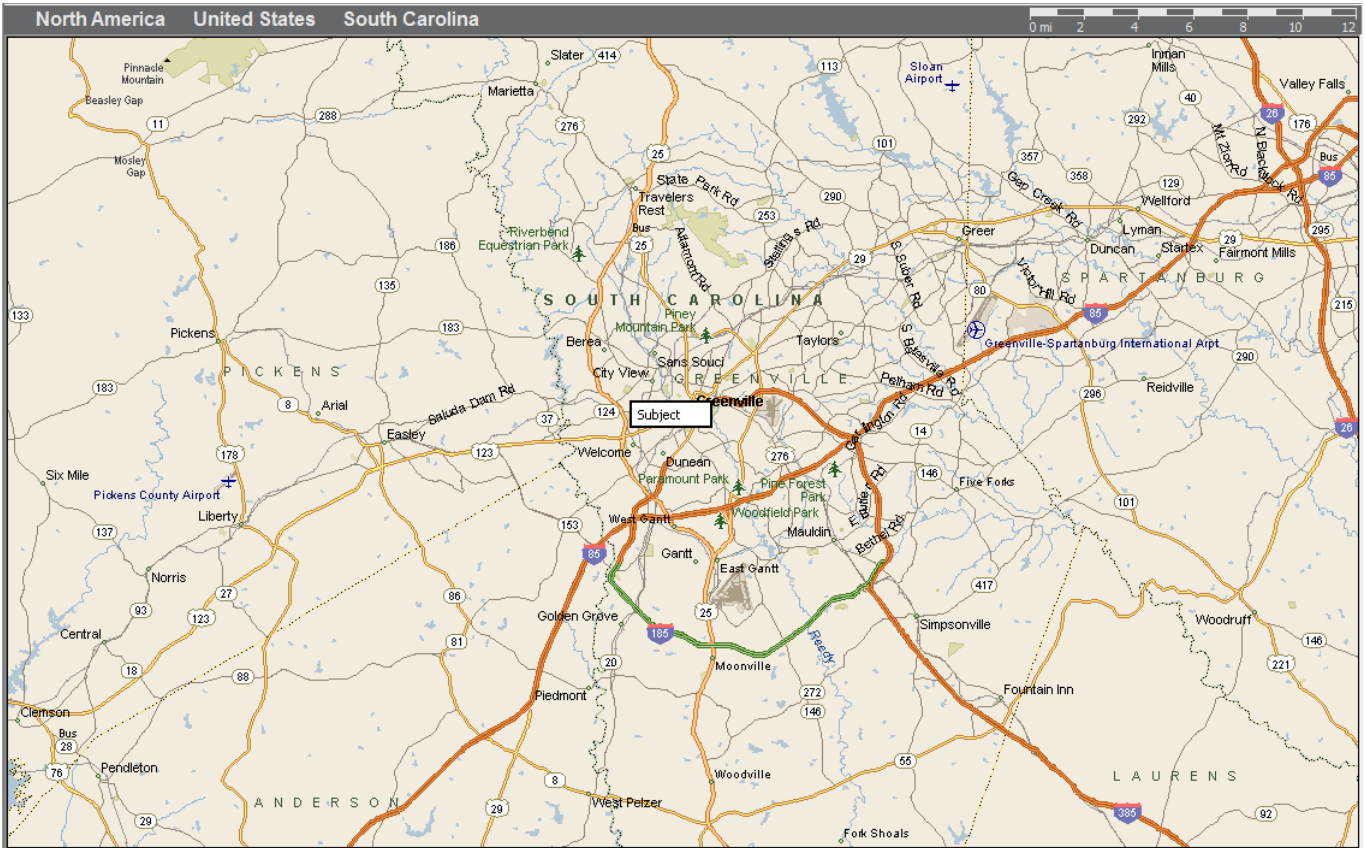 North America United States South Carolina
0 mi 2 4 6 8 10 12
Pinnacle
Mountain
Slater
414
113
Sloan
Airport
Inman
Mills
Valley Falls
Marietta
Beasley Gap
11
288
276
292
40
26
176
Mt Zion Rd
N Blackstock Rd
Bus
85
Mosley
Gap
25
101
357
358
129
State Park Rd
Travelers
Rest
290
253
Gap Creek Rd
Wellford
Lyman
Bus
25
Altamont Rd
Stallings Rd
Greer
Duncan
Startex
29
295
Fairmont Mills
Riverbend
Equestrian Park
186
29
S Suber Rd
Victor Hill Rd
SPARTANBURG
135
80
SOUTH CAROLINA
133
183
Piney
Mountain Park
85
215
Pickens
Berea
Taylors
Greenville-Spartanburg International Arpt
Sans Souci
290
PICKENS
City View
GREENVILLE
Pelham Rd
Reidville
183
8
Arial
Saluda Dam Rd
37
124
Greenville
Subject
296
26
Easley
123
Welcome
14
178
Dunean
276
146
Six Mile
Pickens County Airport
Paramount Park
Pine Forest
Park
Five Forks
101
Liberty
West Gantt
Woodfield Park
E Butler Rd
137
153
Mauldin
Bethel Rd
85
Gantt
East Gantt
Norris
27
86
417
93
123
25
Golden Grove
Simpsonville
Woodruff
Central
81
185
Reedy
146
18
20
Moonville
221
88
272
146
Piedmont
Fountain Inn
Clemson
Bus
28
76
Pendleton
8
Woodville
55
LAURENS
ANDERSON
29
West Pelzer
385
92
29
Fork Shoals